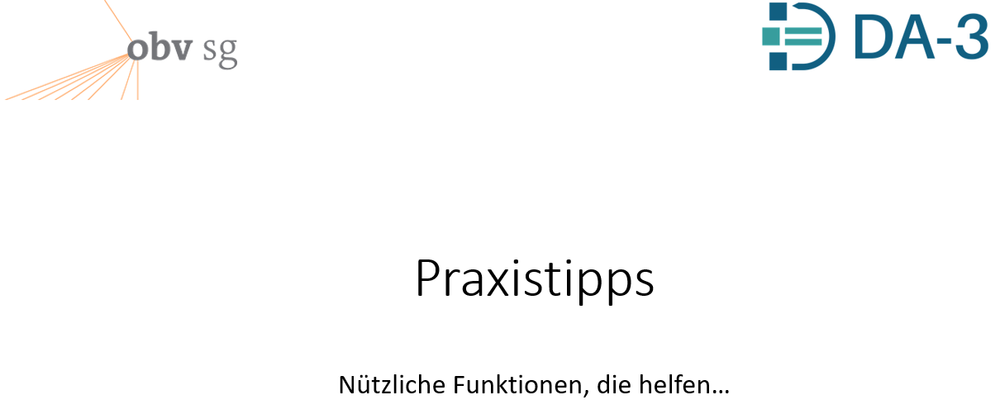 obv sg
DA-3
Praxistipps
Nützliche Funktionen, die helfen…